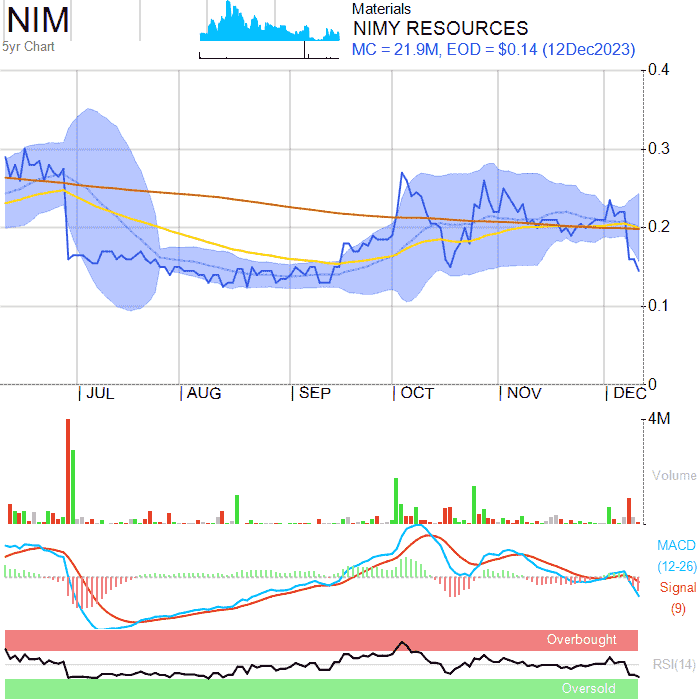 NIM
5yr Chart
Materials
NIMY RESOURCES
MC = 21.9M, EOD = $0.14 (12Dec2023)
0.4
0.3
0.2
0.1
0
JUL AUG SEP OCT NOV DEC
4M
Volume
MACD
(12-26)
Signal
(9)
Overbought
RSI(14)
Oversold